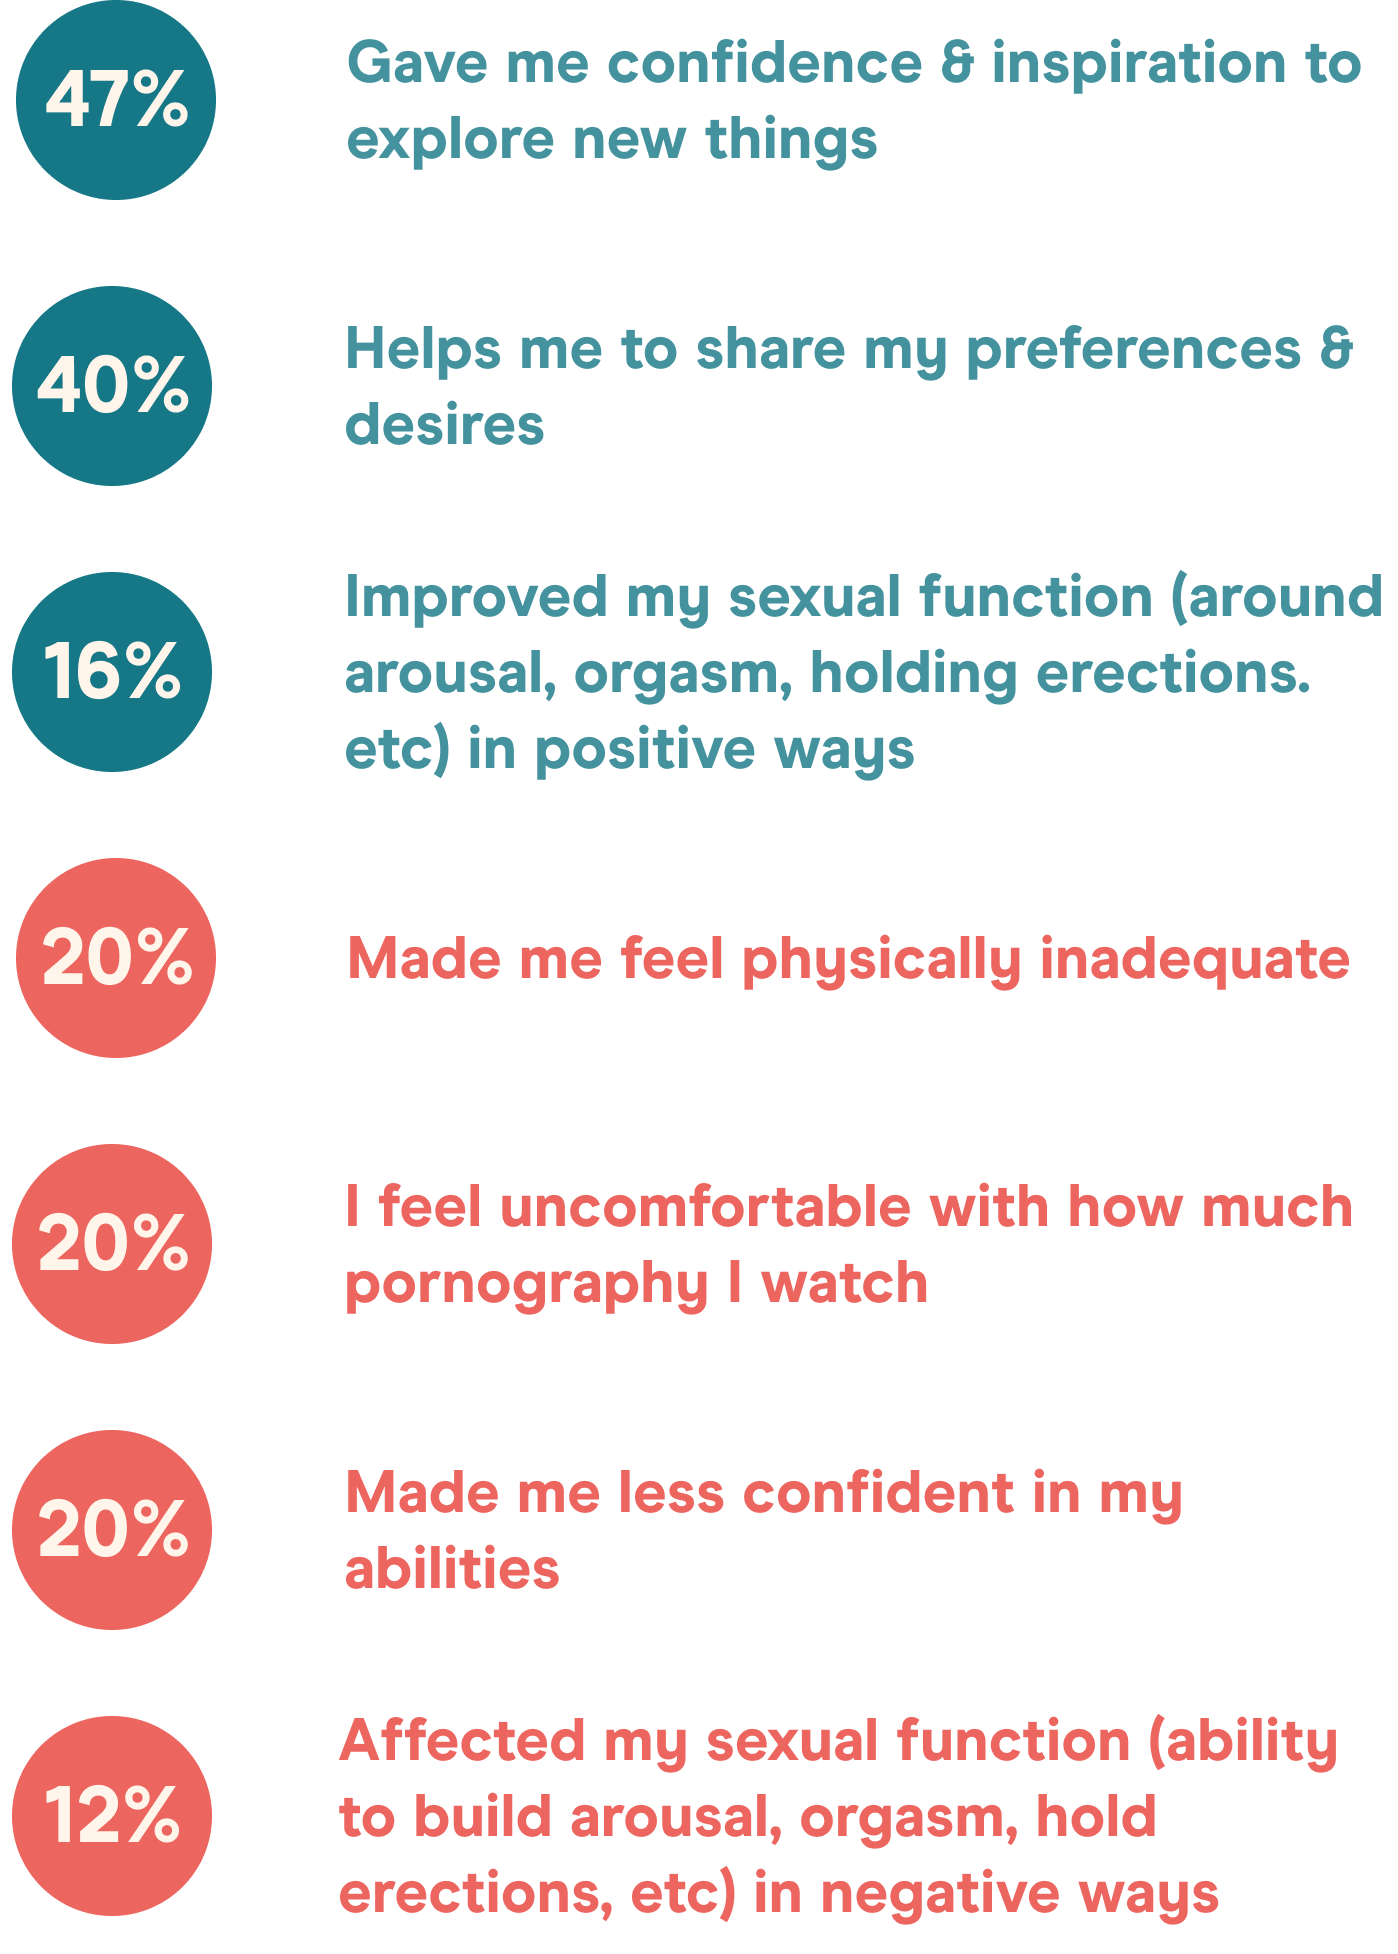 47%
Gave me confidence & inspiration to
explore new things
40%
Helps me to share my preferences &
desires
16%
Improved my sexual function (around
arousal, orgasm, holding erections.
etc) in positive ways
20%
Made me feel physically inadequate
20%
I feel uncomfortable with how much
pornography I watch
20%
Made me less confident in my
abilities
12%
Affected my sexual function (ability
to build arousal, orgasm, hold
erections, etc) in negative ways